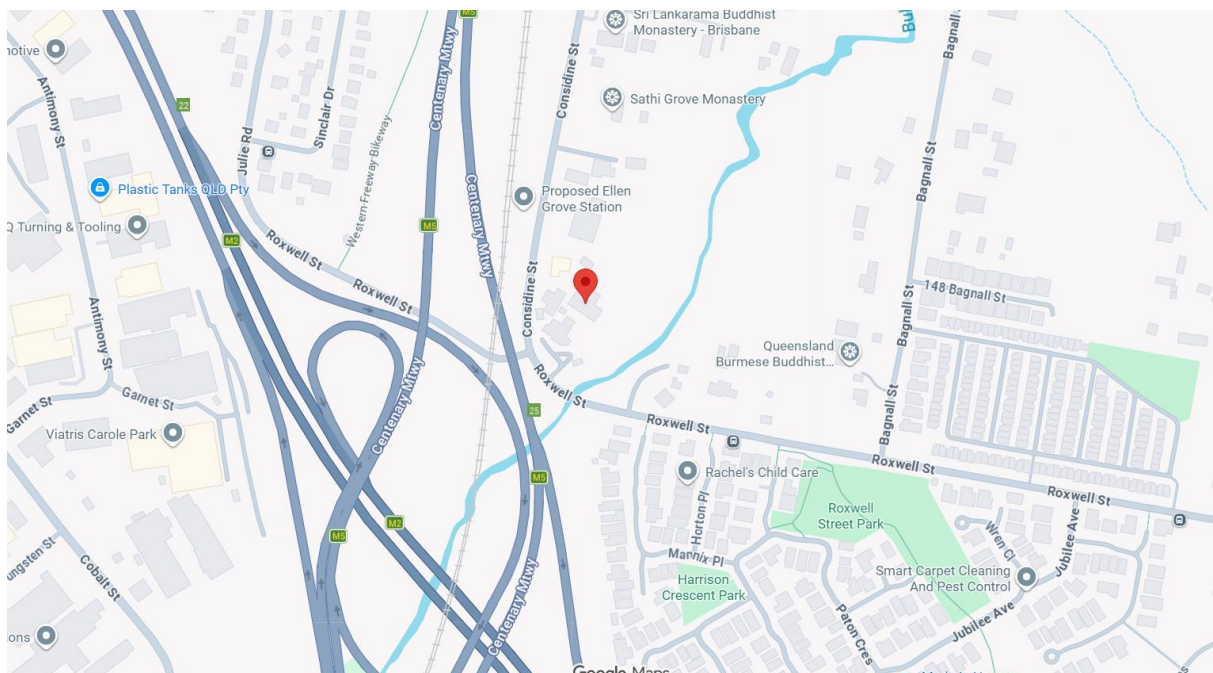 M5
Bul
Sri Lankarama Buddhist
Monastery - Brisbane
notive
Antimony St
22
Julie Rd
Sinclair Dr
Centenary Mtwy
Centenary Mtwy
Considine St
Bagnall St
Sathi Grove Monastery
Western Freeway Bikeway
Plastic Tanks QLD Pty
Proposed Ellen
Grove Station
Q Turning & Tooling
M2
M5
Bagnall St
Roxwell St
Centenary Mtwy
Roxwell St
Considine St
148 Bagnall St
Antimony St
Queensland
Burmese Buddhist...
Bagnall St
Garnet St
Garnet St
Centenary Mtwy
Roxwell St
25
Roxwell St
Viatris Carole Park
Roxwell St
Rachel's Child Care
M5
Roxwell St
Horton Pl
Roxwell
Street Park
M2
M5
Wren Cl
Jubilee Ave
Mannix Pl
Cobalt St
Harrison
Crescent Park
Smart Carpet Cleaning
And Pest Control
Centenary Mtwy
Paton Cres
Jubilee Ave
ons
Google Maps